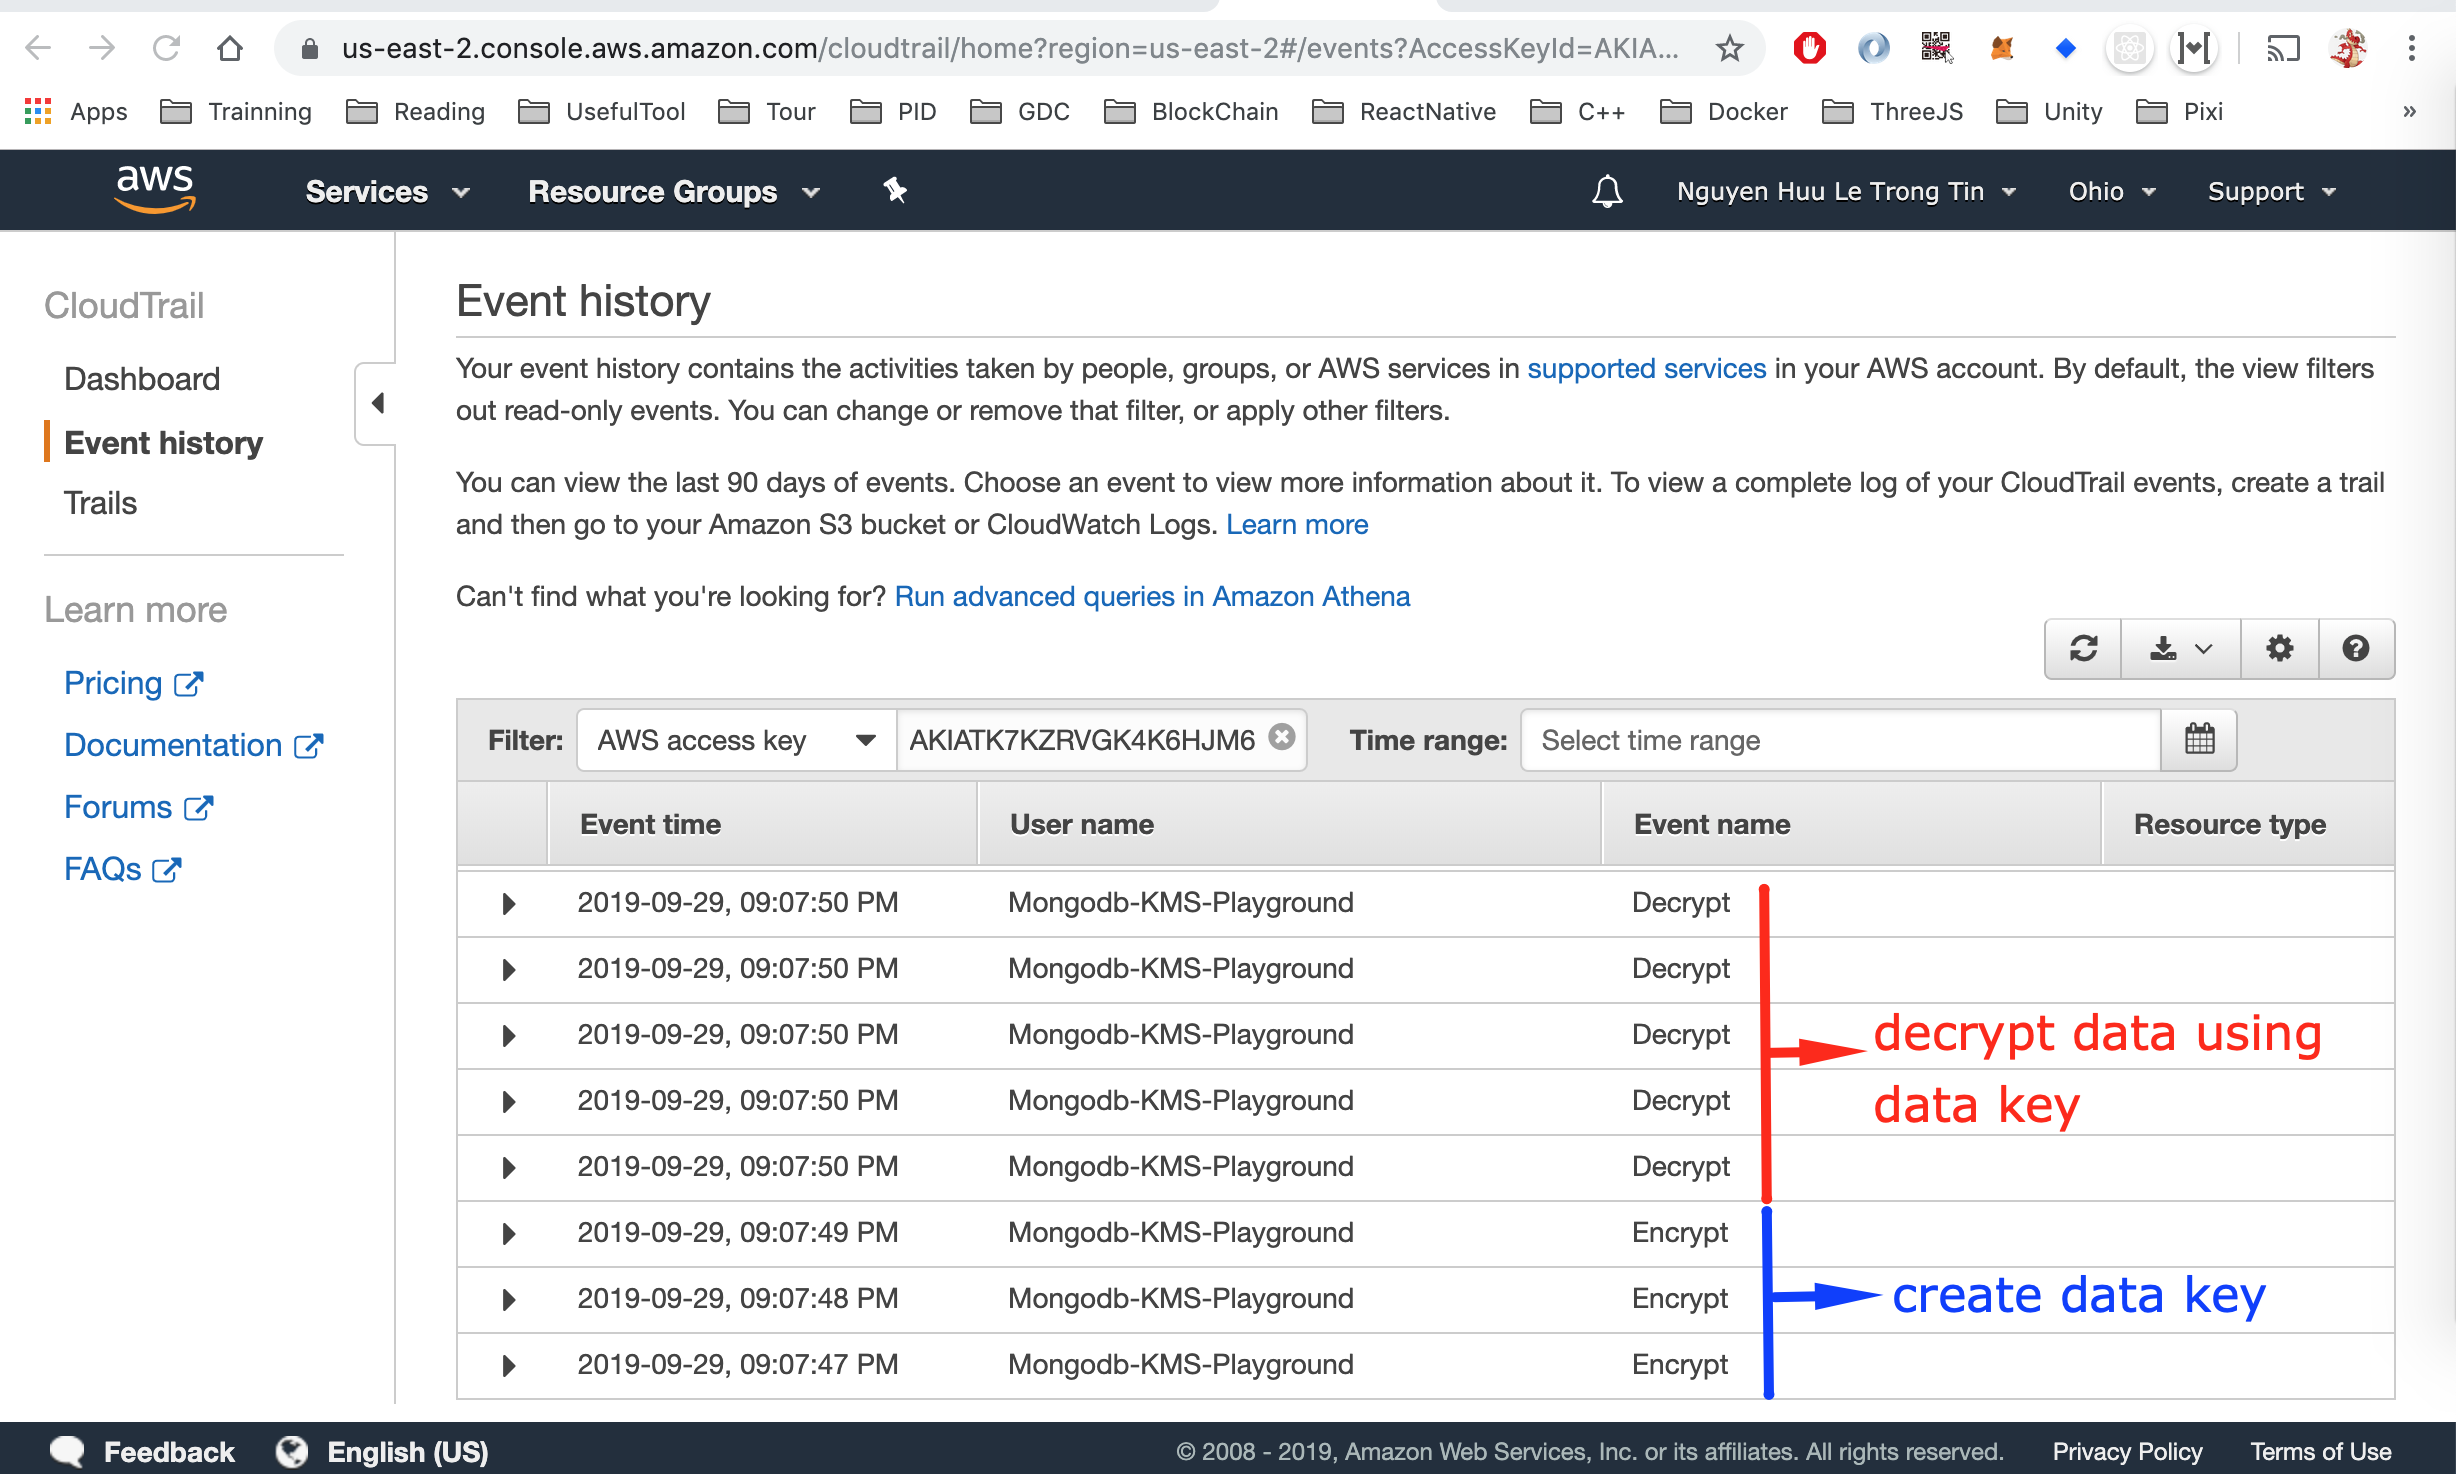 us-east-2.console.aws.amazon.com/cloudtrail/home?region=us-east-2#/events?AccessKeyId=AKIA...
Apps Trainning Reading UsefulTool Tour PID GDC BlockChain ReactNative C++ Docker ThreeJS Unity Pixi »
aws Services Resource Groups Nguyen Huu Le Trong Tin Ohio Support
CloudTrail
Dashboard
Event history
Trails
Learn more
Pricing
Documentation
Forums
FAQs
Event history
Your event history contains the activities taken by people, groups, or AWS services in supported services in your AWS account. By default, the view filters
out read-only events. You can change or remove that filter, or apply other filters.
You can view the last 90 days of events. Choose an event to view more information about it. To view a complete log of your CloudTrail events, create a trail
and then go to your Amazon S3 bucket or CloudWatch Logs. Learn more
Can't find what you're looking for? Run advanced queries in Amazon Athena
Filter: AWS access key AKIATK7KZRVGK4K6HJM6 Time range: Select time range
Event time User name Event name Resource type
2019-09-29, 09:07:50 PM Mongodb-KMS-Playground Decrypt
2019-09-29, 09:07:50 PM Mongodb-KMS-Playground Decrypt
2019-09-29, 09:07:50 PM Mongodb-KMS-Playground Decrypt
2019-09-29, 09:07:50 PM Mongodb-KMS-Playground Decrypt
2019-09-29, 09:07:50 PM Mongodb-KMS-Playground Decrypt
decrypt data using
data key
2019-09-29, 09:07:49 PM Mongodb-KMS-Playground Encrypt
2019-09-29, 09:07:48 PM Mongodb-KMS-Playground Encrypt
2019-09-29, 09:07:47 PM Mongodb-KMS-Playground Encrypt
create data key
Feedback English (US) © 2008 - 2019, Amazon Web Services, Inc. or its affiliates. All rights reserved. Privacy Policy Terms of Use